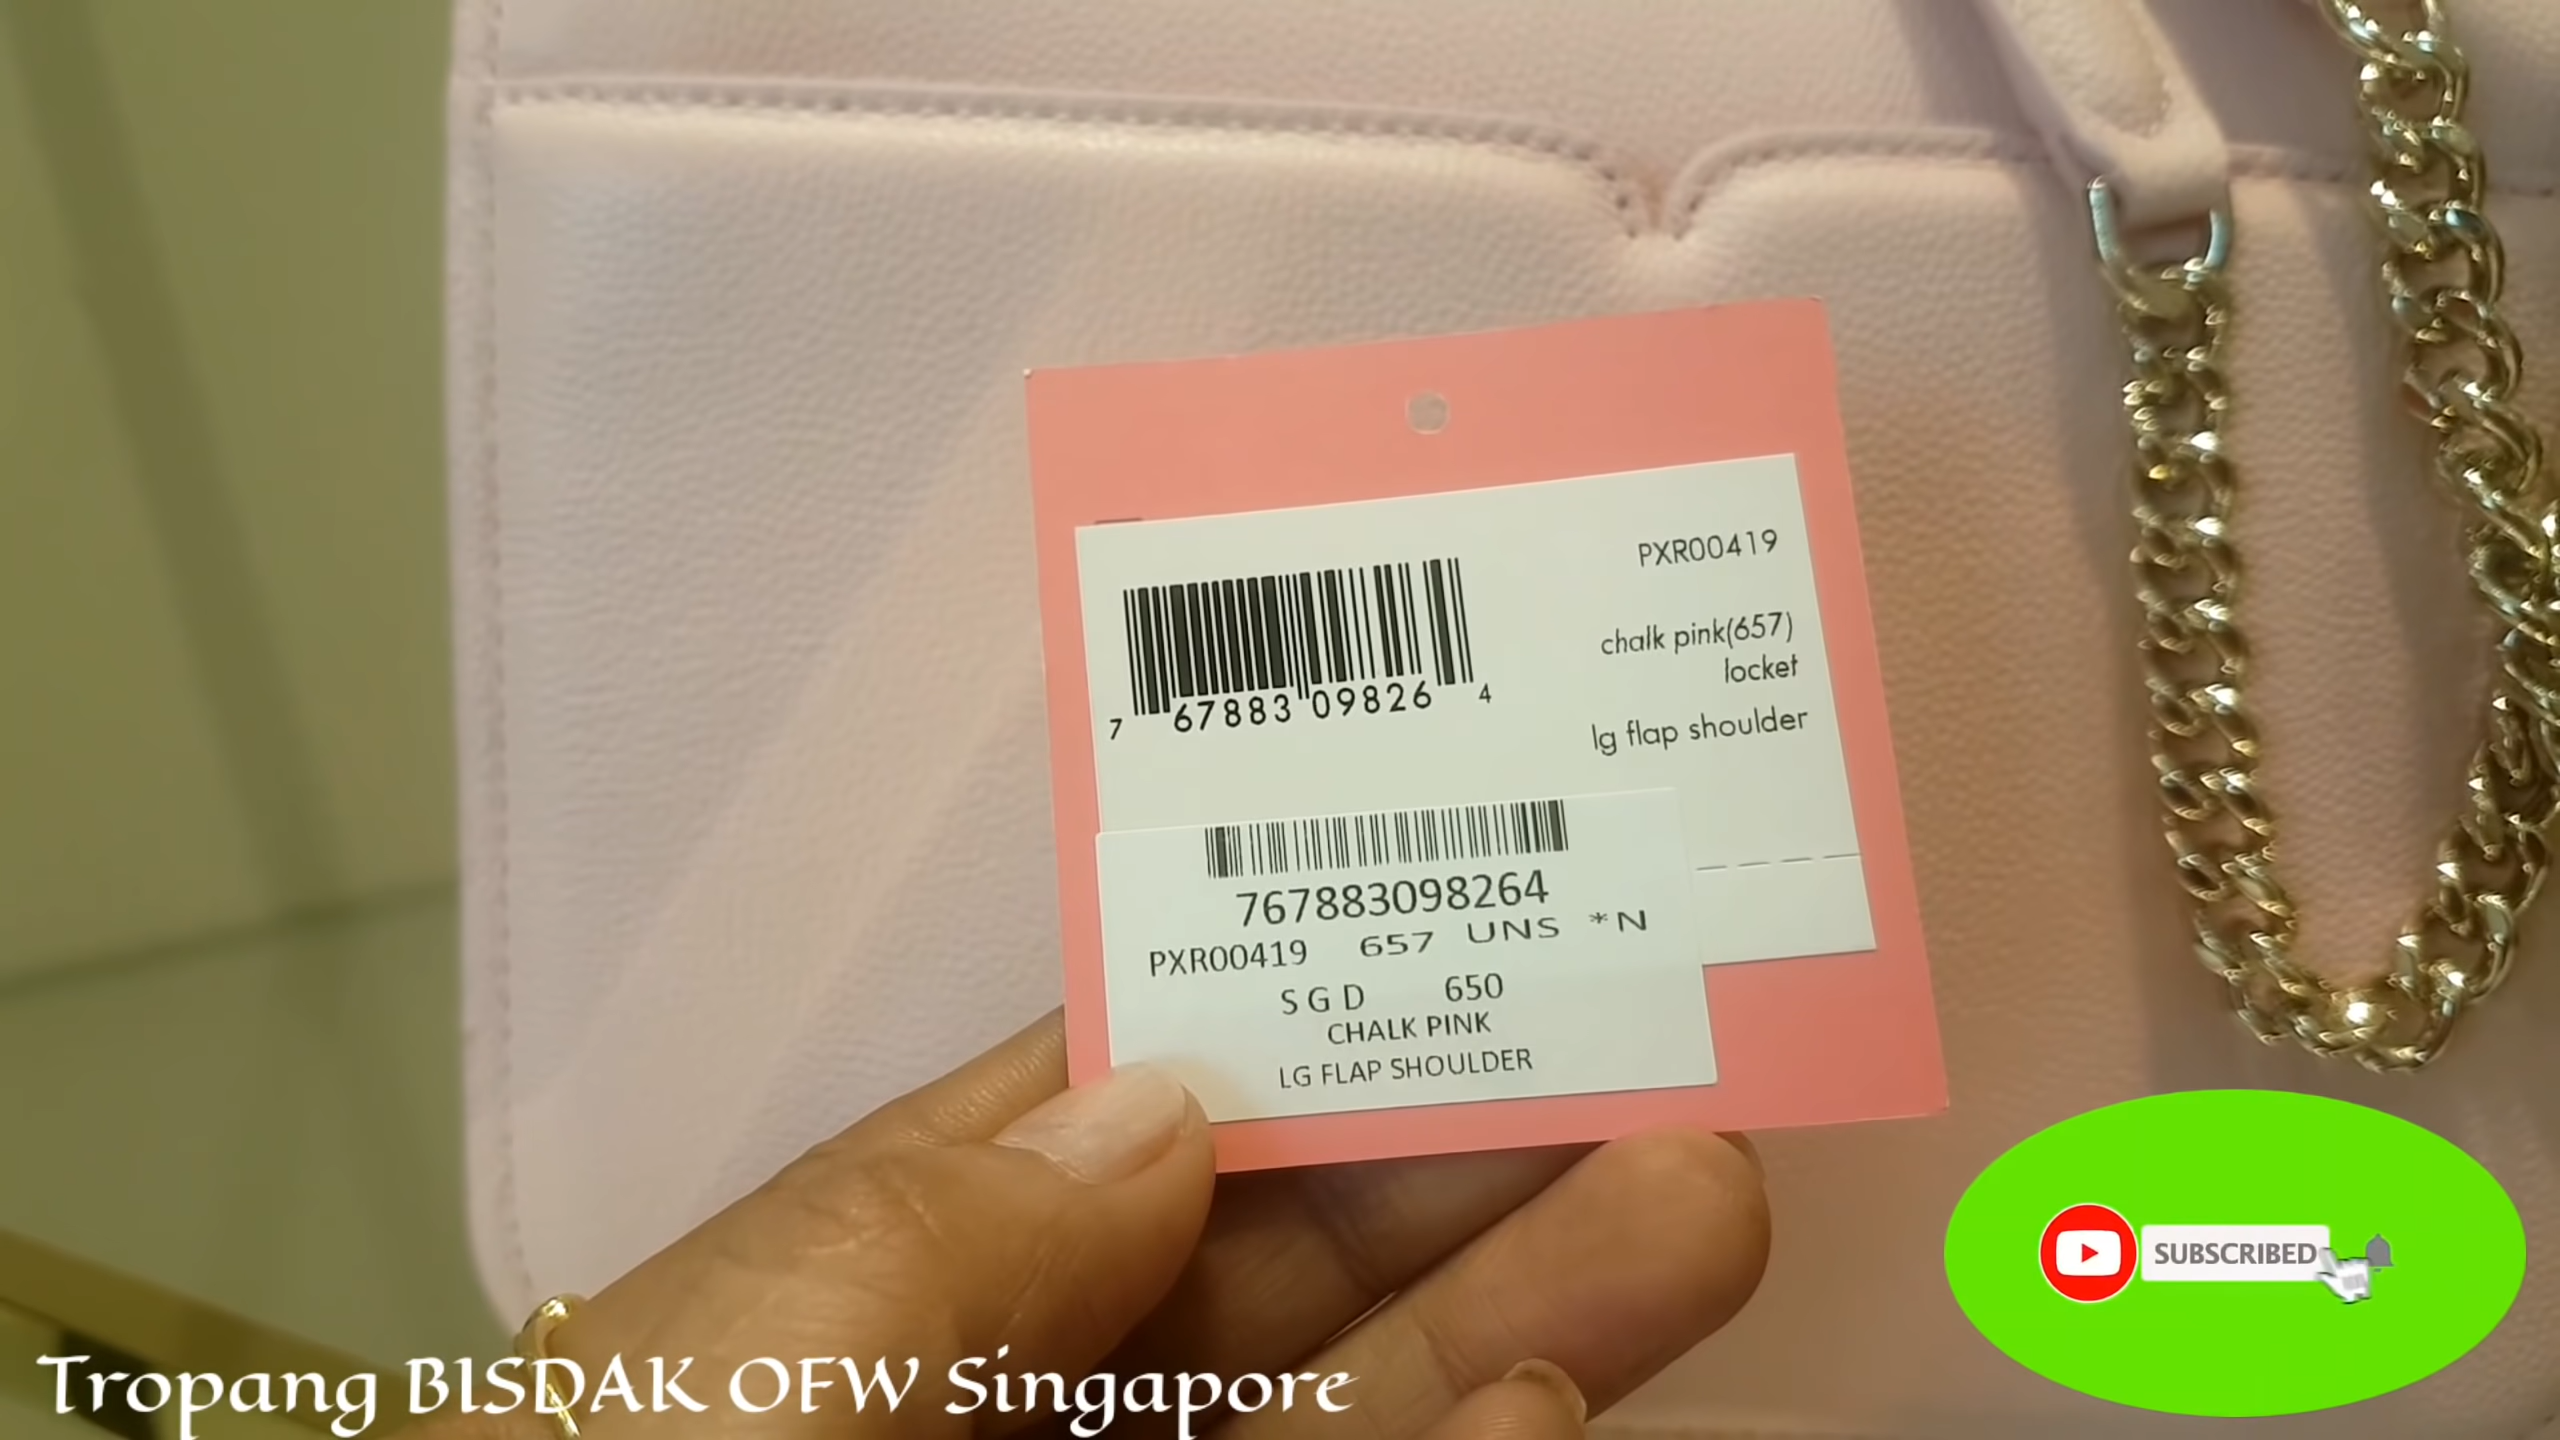 PXR00419
chalk pink(657)
locket
lg flap shoulder
7 67883 09826 4
767883098264
PXR00419 657 UNS *N
SGD 650
CHALK PINK
LG FLAP SHOULDER
SUBSCRIBED
Tropang BISDAK OFW Singapore